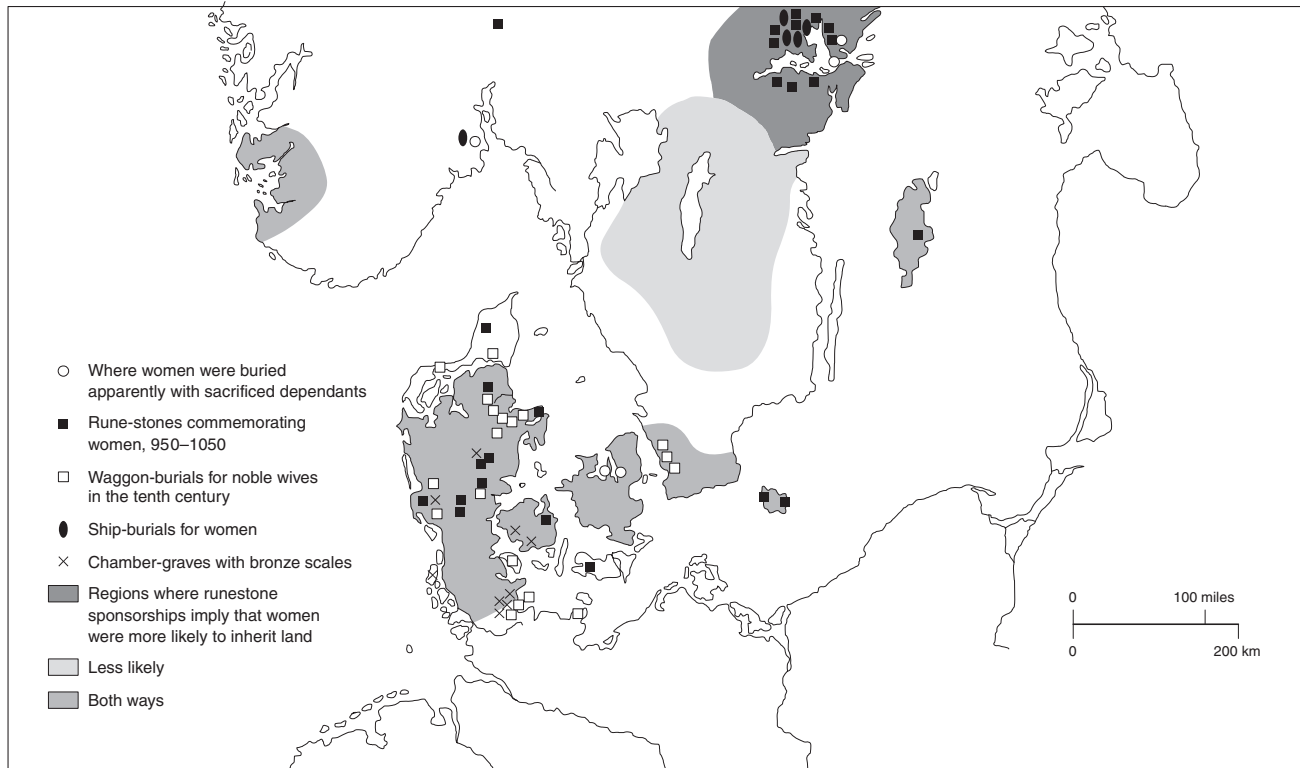 Where women were buried
apparently with sacrificed dependants
Rune-stones commemorating
women, 950–1050
Waggon-burials for noble wives
in the tenth century
Ship-burials for women
Chamber-graves with bronze scales
Regions where runestone
sponsorships imply that women
were more likely to inherit land
Less likely
Both ways
0 100 miles
0 200 km